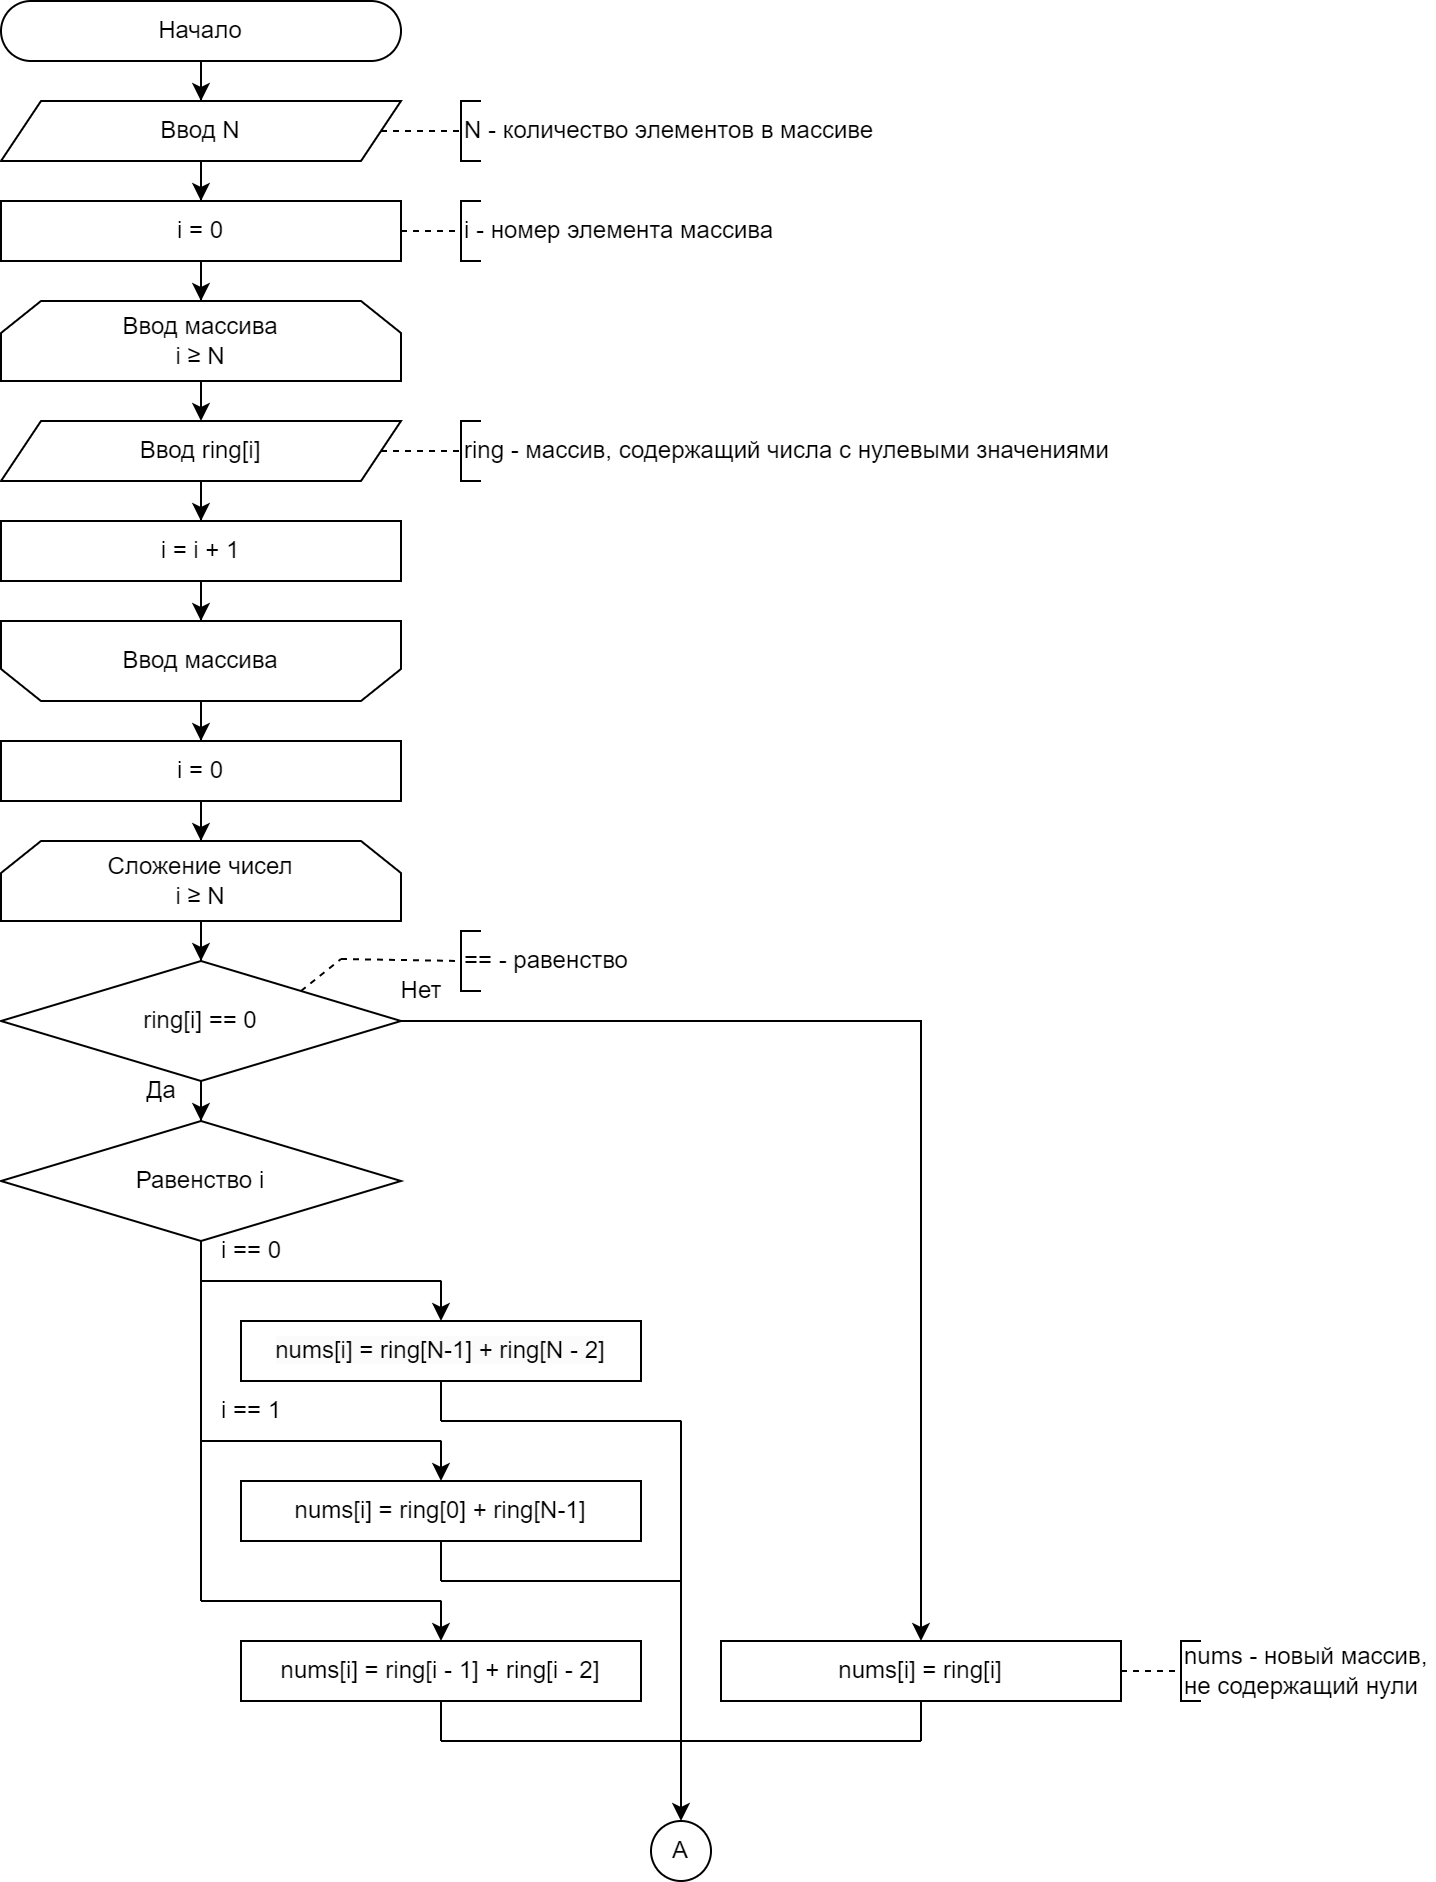 Начало
Ввод N
N - количество элементов в массиве
i = 0
i - номер элемента массива
Ввод массива
i ≥ N
Ввод ring[i]
ring - массив, содержащий числа с нулевыми значениями
i = i + 1
Ввод массива
i = 0
Сложение чисел
i ≥ N
== - равенство
Нет
ring[i] == 0
Да
Равенство i
i == 0
nums[i] = ring[N-1] + ring[N - 2]
i == 1
nums[i] = ring[0] + ring[N-1]
nums[i] = ring[i - 1] + ring[i - 2]
nums[i] = ring[i]
nums - новый массив,
не содержащий нули
А